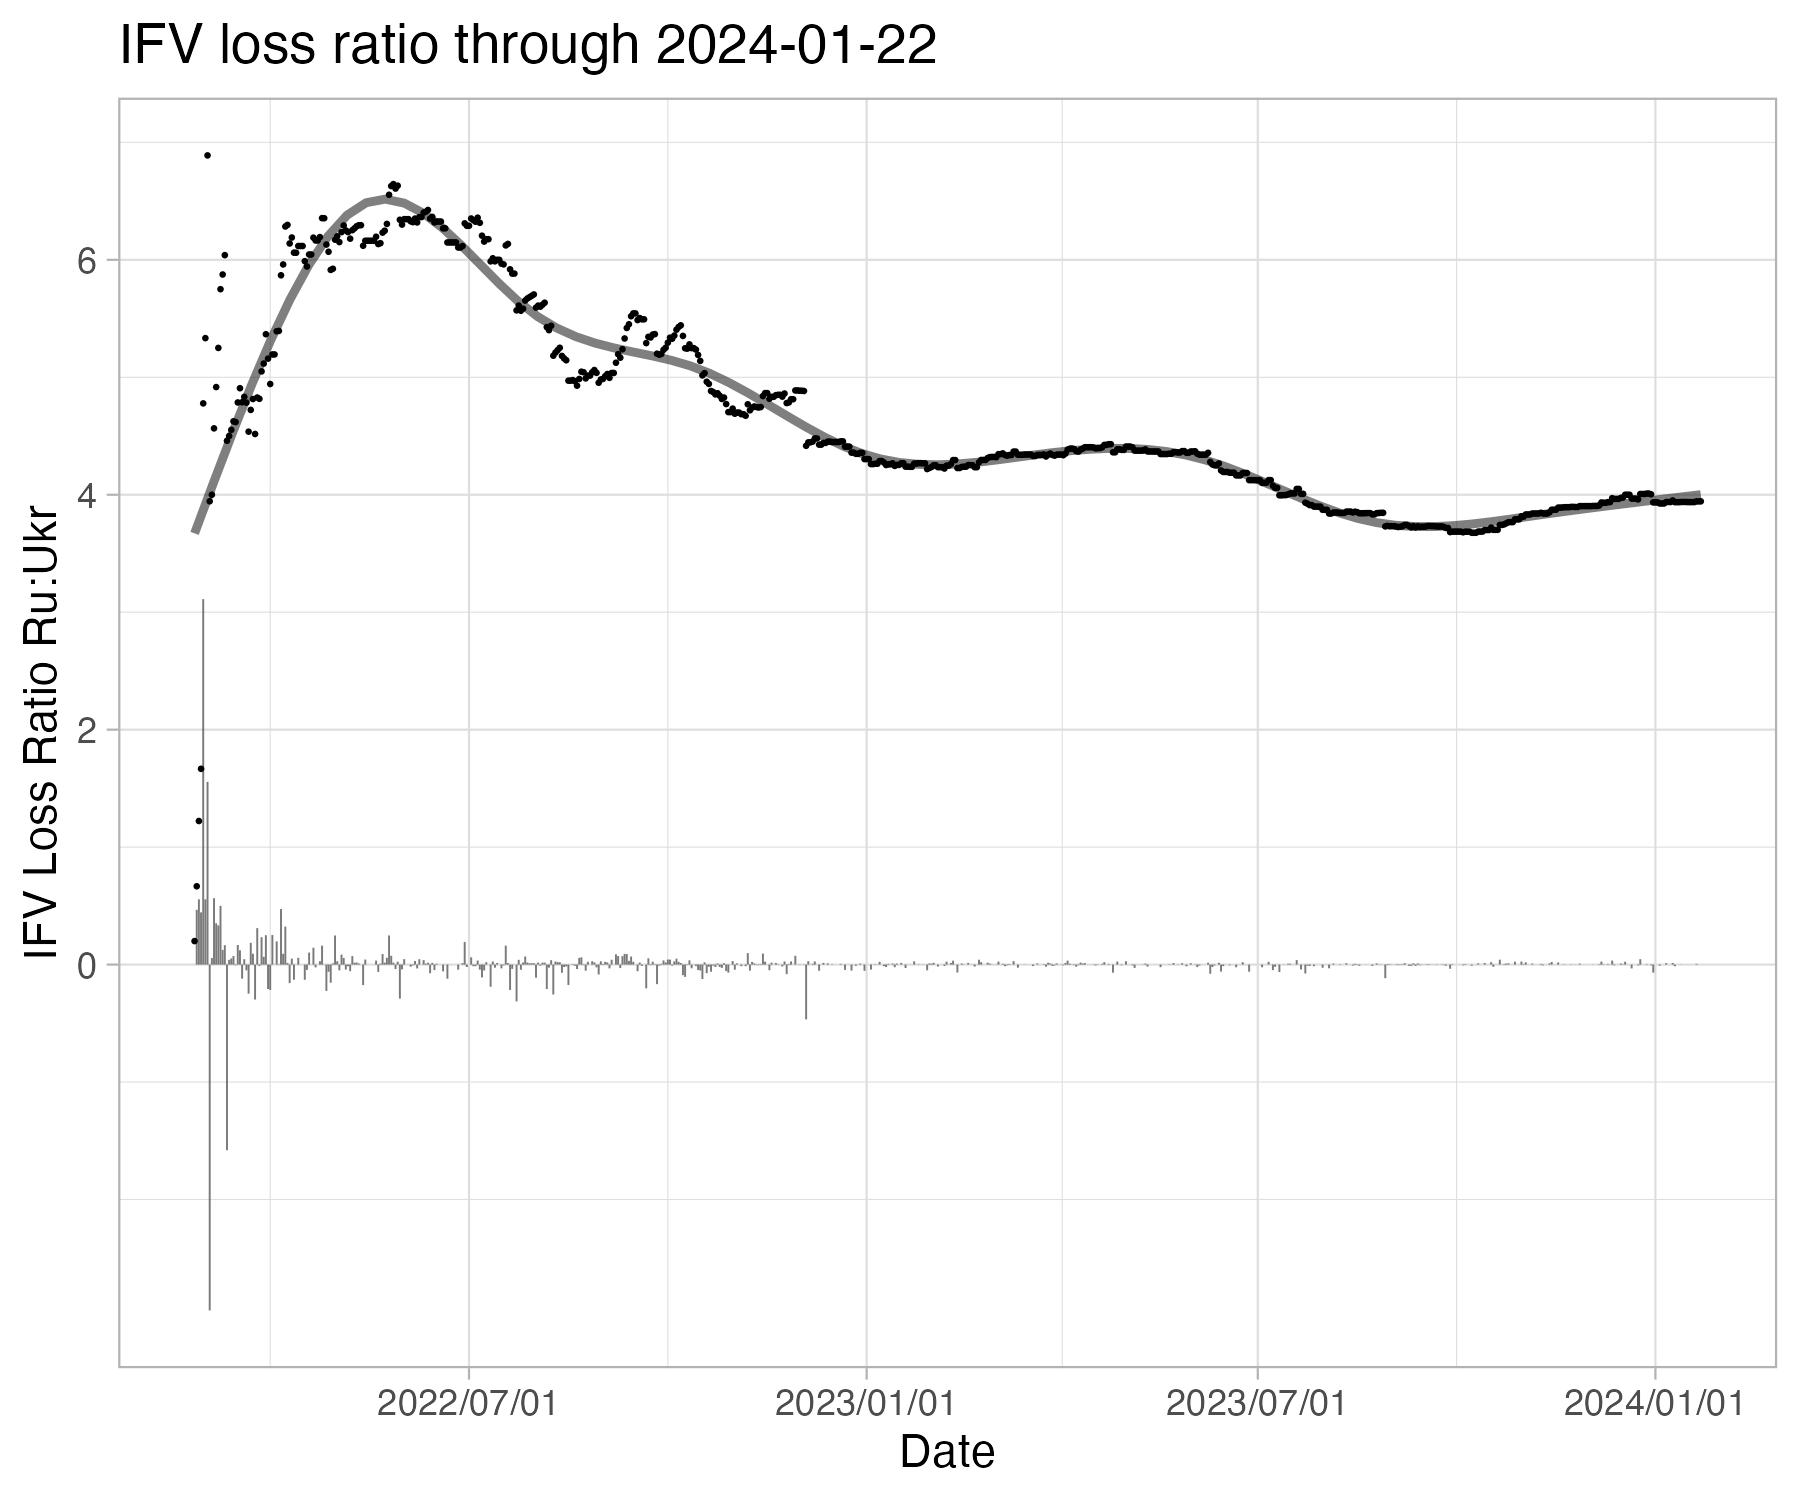 IFV loss ratio through 2024-01-22
IFV Loss Ratio Ru:Ukr
6
4
2
0
2022/07/01
2023/01/01
2023/07/01
2024/01/01
Date